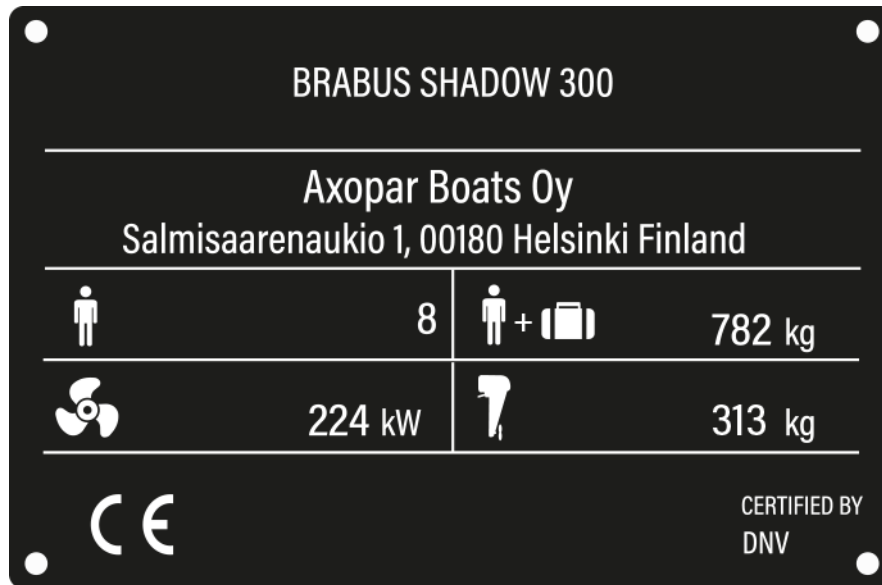 BRABUS SHADOW 300
Axopar Boats Oy
Salmisaarenaukio 1, 00180 Helsinki Finland
8
+ 782 kg
224 kW
313 kg
CE
CERTIFIED BY
DNV